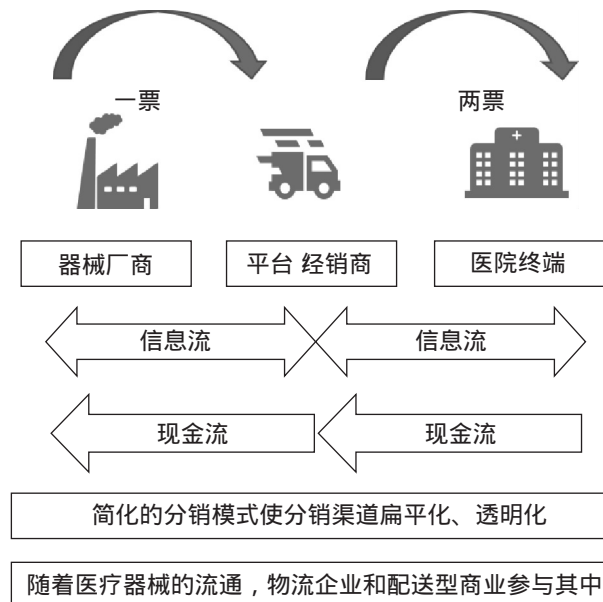 一票
两票
器械厂商
平台 经销商
医院终端
信息流
信息流
现金流
现金流
简化的分销模式使分销渠道扁平化、透明化
随着医疗器械的流通，物流企业和配送型商业参与其中